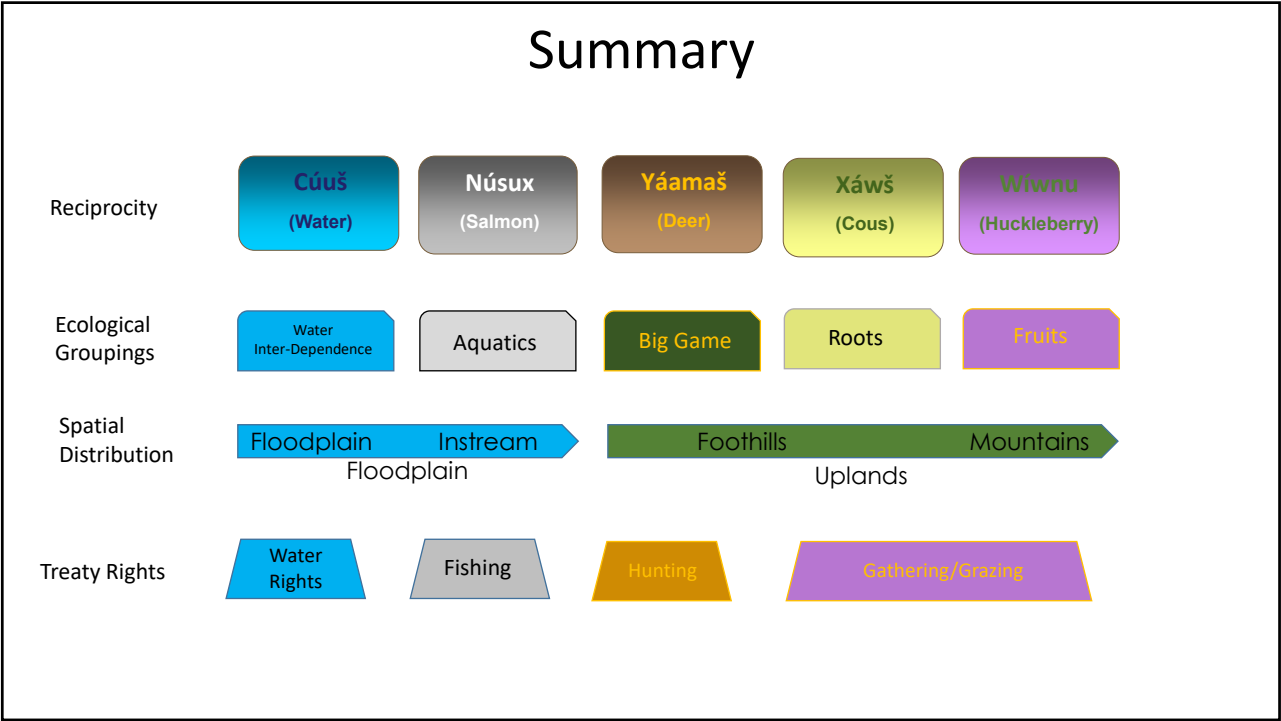 Summary
Reciprocity
Cúuš
(Water)
Núsux
(Salmon)
Yáamaš
(Deer)
Xáwš
(Cous)
Wíwnu
(Huckleberry)
Ecological
Groupings
Water
Inter-Dependence
Aquatics
Big Game
Roots
Fruits
Spatial
Distribution
Floodplain
Instream
Foothills
Mountains
Floodplain
Uplands
Treaty Rights
Water
Rights
Fishing
Hunting
Gathering/Grazing